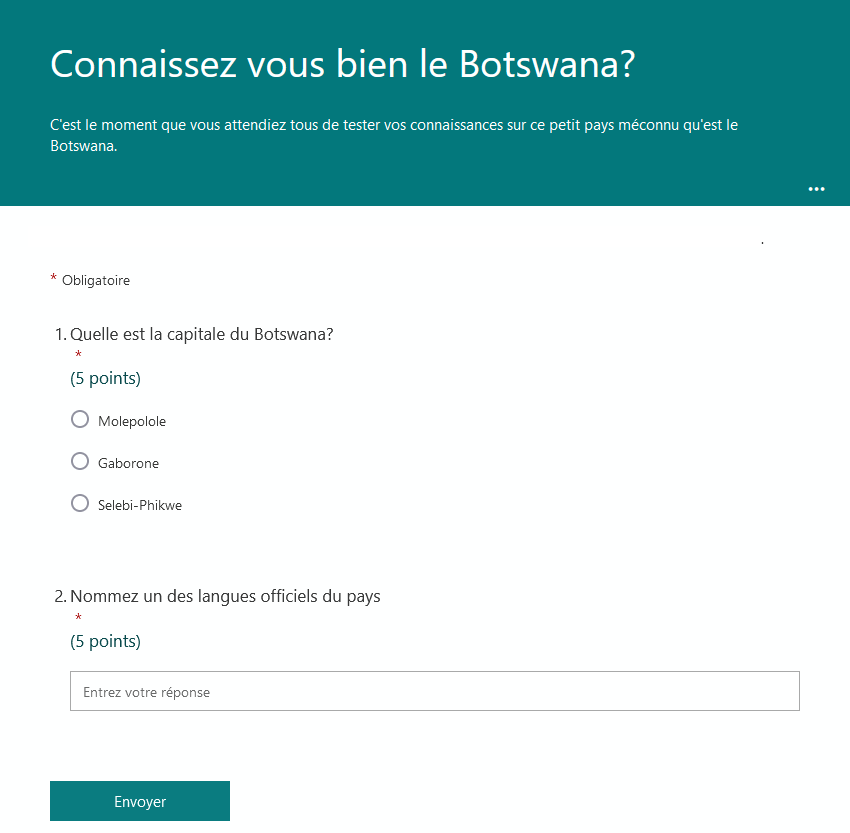 Connaissez vous bien le Botswana?
C'est le moment que vous attendiez tous de tester vos connaissances sur ce petit pays méconnu qu'est le
Botswana.
...
.
* Obligatoire
1. Quelle est la capitale du Botswana?
*
(5 points)
Molepolole
Gaborone
Selebi-Phikwe
2. Nommez un des langues officiels du pays
*
(5 points)
Entrez votre réponse
Envoyer